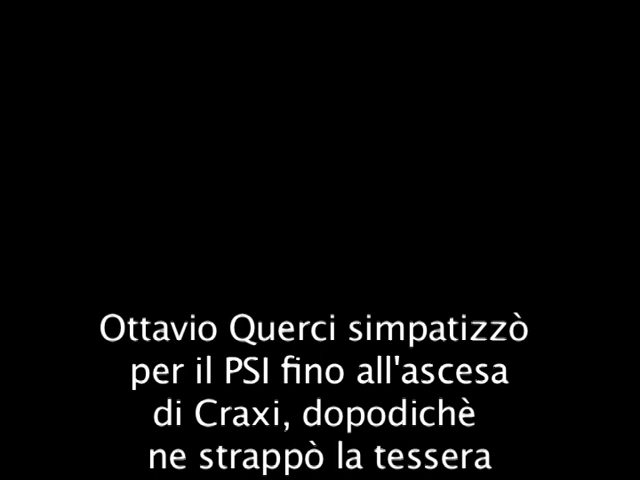 Ottavio Querci simpatizzò
per il PSI fino all'ascesa
di Craxi, dopodichè
ne strappò la tessera